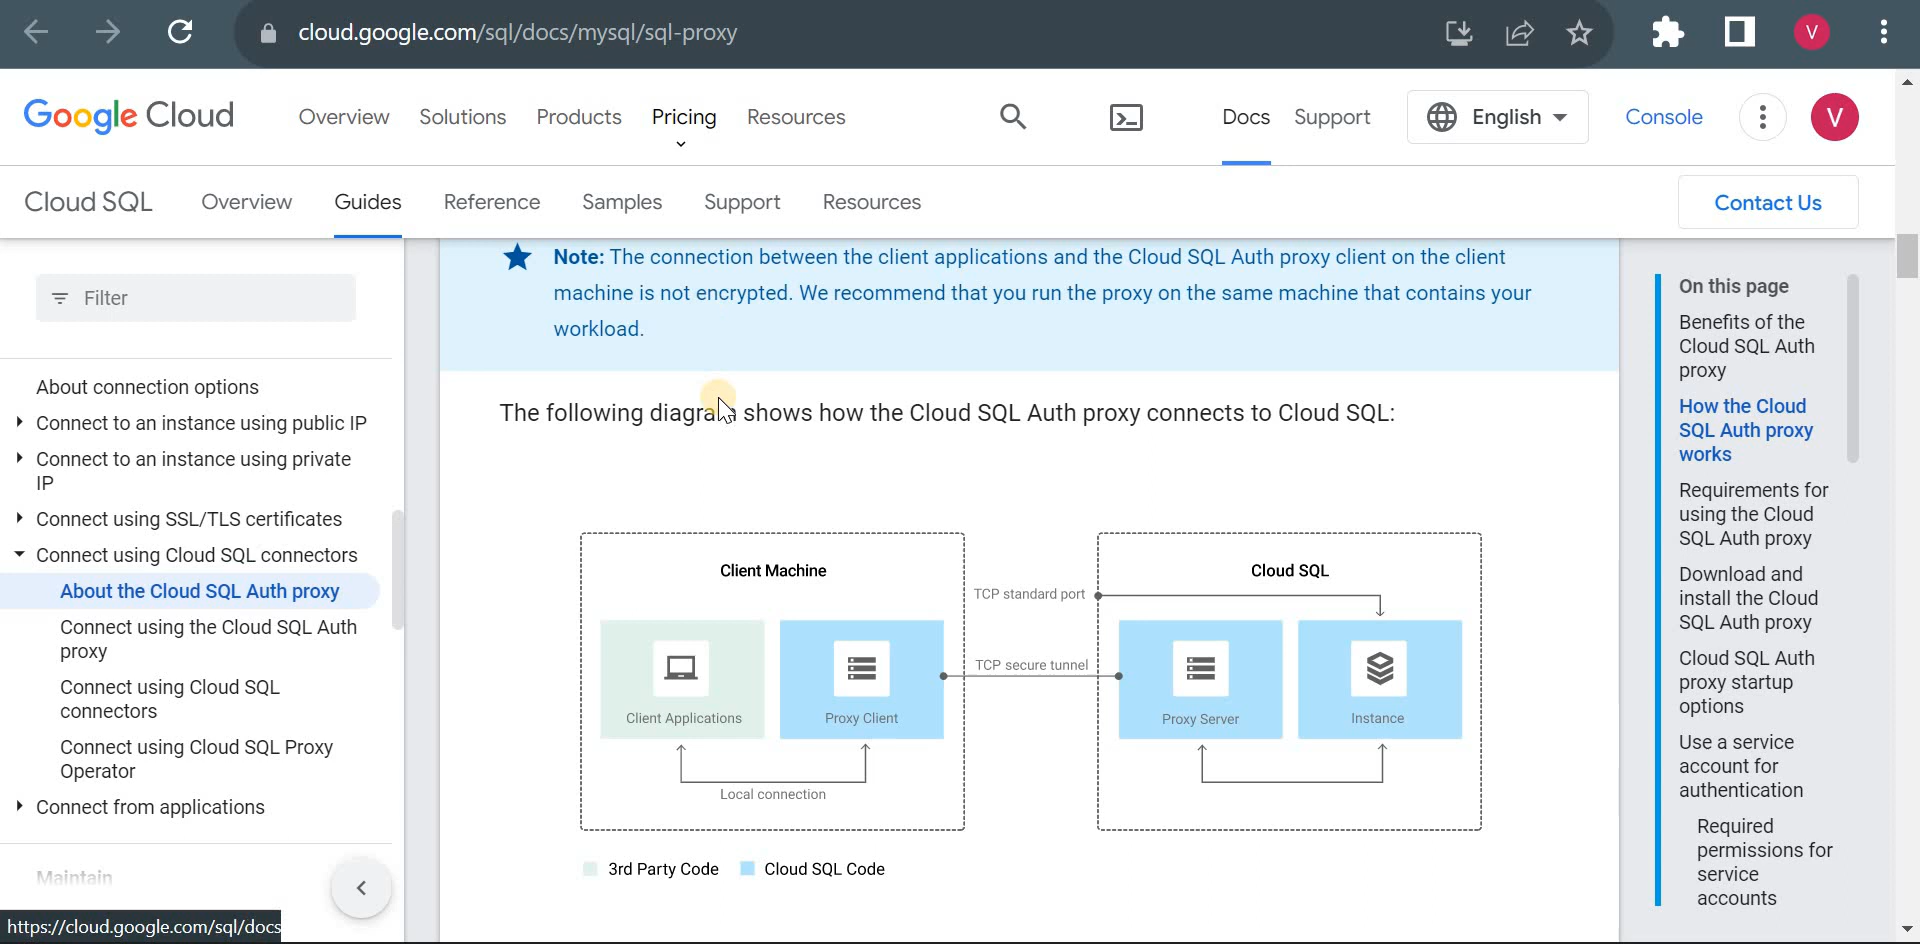 cloud.google.com/sql/docs/mysql/sql-proxy
V
Google Cloud
Overview
Solutions
Products
Pricing
Resources
Docs
Support
English
Console
V
Cloud SQL
Overview
Guides
Reference
Samples
Support
Resources
Contact Us
Filter
About connection options
Connect to an instance using public IP
Connect to an instance using private
IP
Connect using SSL/TLS certificates
Connect using Cloud SQL connectors
About the Cloud SQL Auth proxy
Connect using the Cloud SQL Auth
proxy
Connect using Cloud SQL
connectors
Connect using Cloud SQL Proxy
Operator
Connect from applications
Maintain
https://cloud.google.com/sql/docs
Note: The connection between the client applications and the Cloud SQL Auth proxy client on the client
machine is not encrypted. We recommend that you run the proxy on the same machine that contains your
workload.
The following diagram shows how the Cloud SQL Auth proxy connects to Cloud SQL:
Client Machine
Cloud SQL
TCP standard port
TCP secure tunnel
Client Applications
Proxy Client
Proxy Server
Instance
Local connection
3rd Party Code
Cloud SQL Code
On this page
Benefits of the
Cloud SQL Auth
proxy
How the Cloud
SQL Auth proxy
works
Requirements for
using the Cloud
SQL Auth proxy
Download and
install the Cloud
SQL Auth proxy
Cloud SQL Auth
proxy startup
options
Use a service
account for
authentication
Required
permissions for
service
accounts